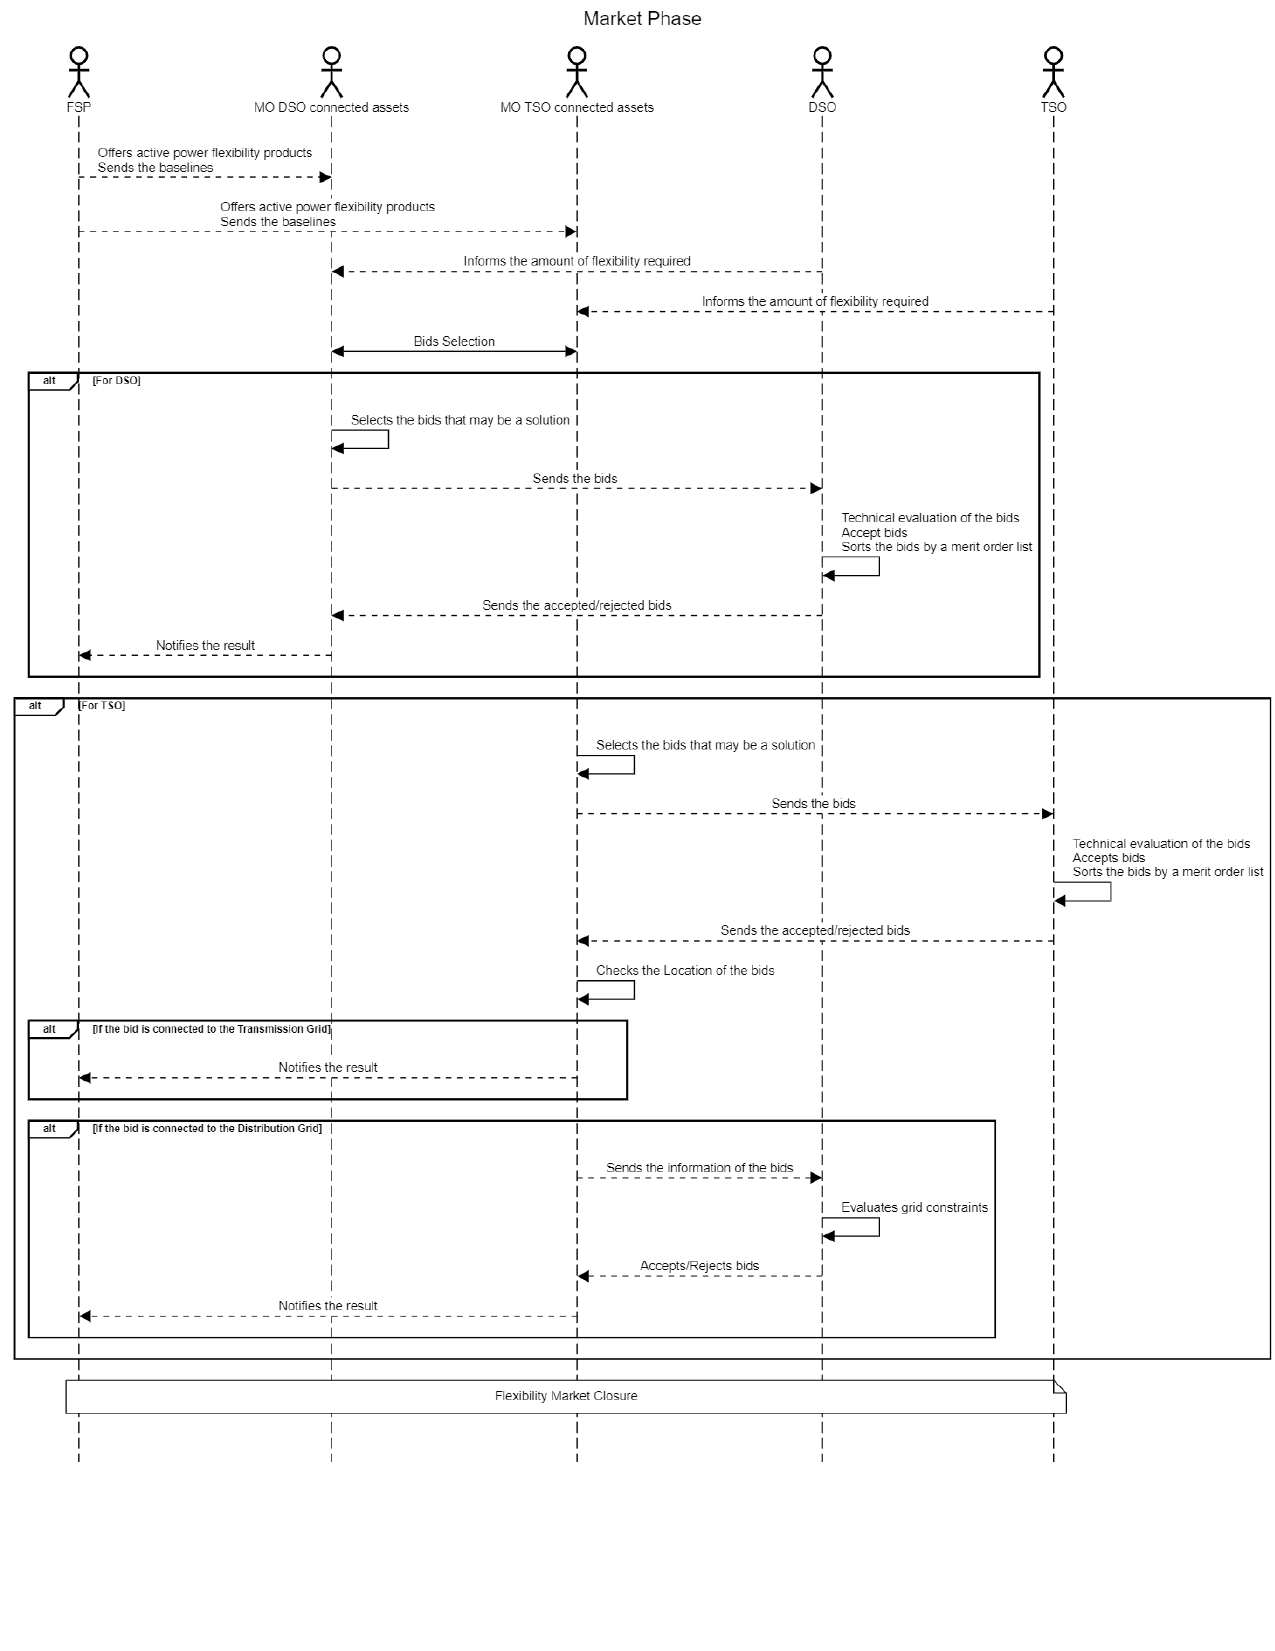 Market Phase
FSP
MO DSO connected assets
MO TSO connected assets
DSO
TSO
Offers active power flexibility products
Sends the baselines
Offers active power flexibility products
Sends the baselines
Informs the amount of flexibility required
Informs the amount of flexibility required
Bids Selection
alt
[For DSO]
Selects the bids that may be a solution
Sends the bids
Technical evaluation of the bids
Accept bids
Sorts the bids by a merit order list
Sends the accepted/rejected bids
Notifies the result
alt
[For TSO]
Selects the bids that may be a solution
Sends the bids
Technical evaluation of the bids
Accepts bids
Sorts the bids by a merit order list
Sends the accepted/rejected bids
Checks the Location of the bids
alt
[If the bid is connected to the Transmission Grid]
Notifies the result
alt
[If the bid is connected to the Distribution Grid]
Sends the information of the bids
Evaluates grid constraints
Accepts/Rejects bids
Notifies the result
Flexibility Market Closure